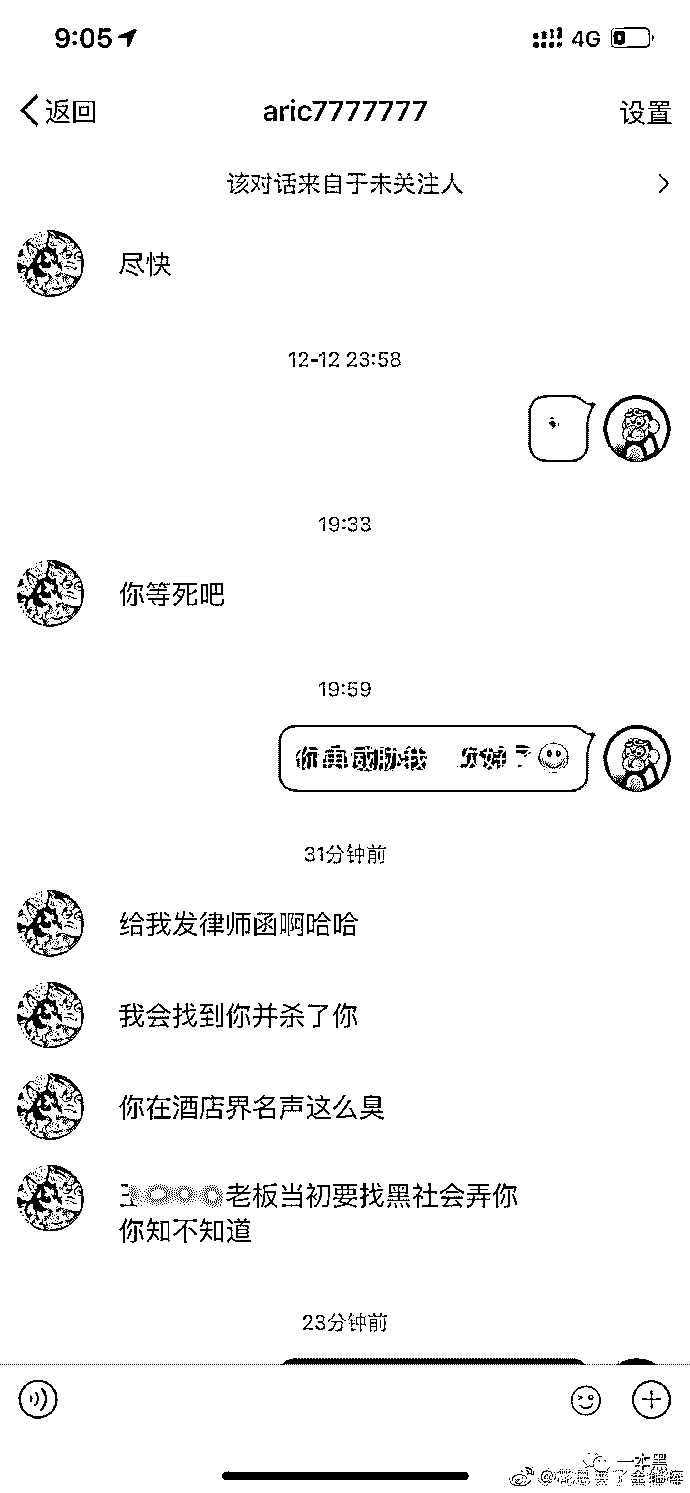 9:05
4G
返回
aric7777777
设置
该对话来自于未关注人
尽快
12-12 23:58
19:33
你等死吧
19:59
你再威胁我
31分钟前
给我发律师函啊哈哈
我会找到你并杀了你
你在酒店界名声这么臭
老板当初要找黑社会弄你
你知不知道
23分钟前
一本黑